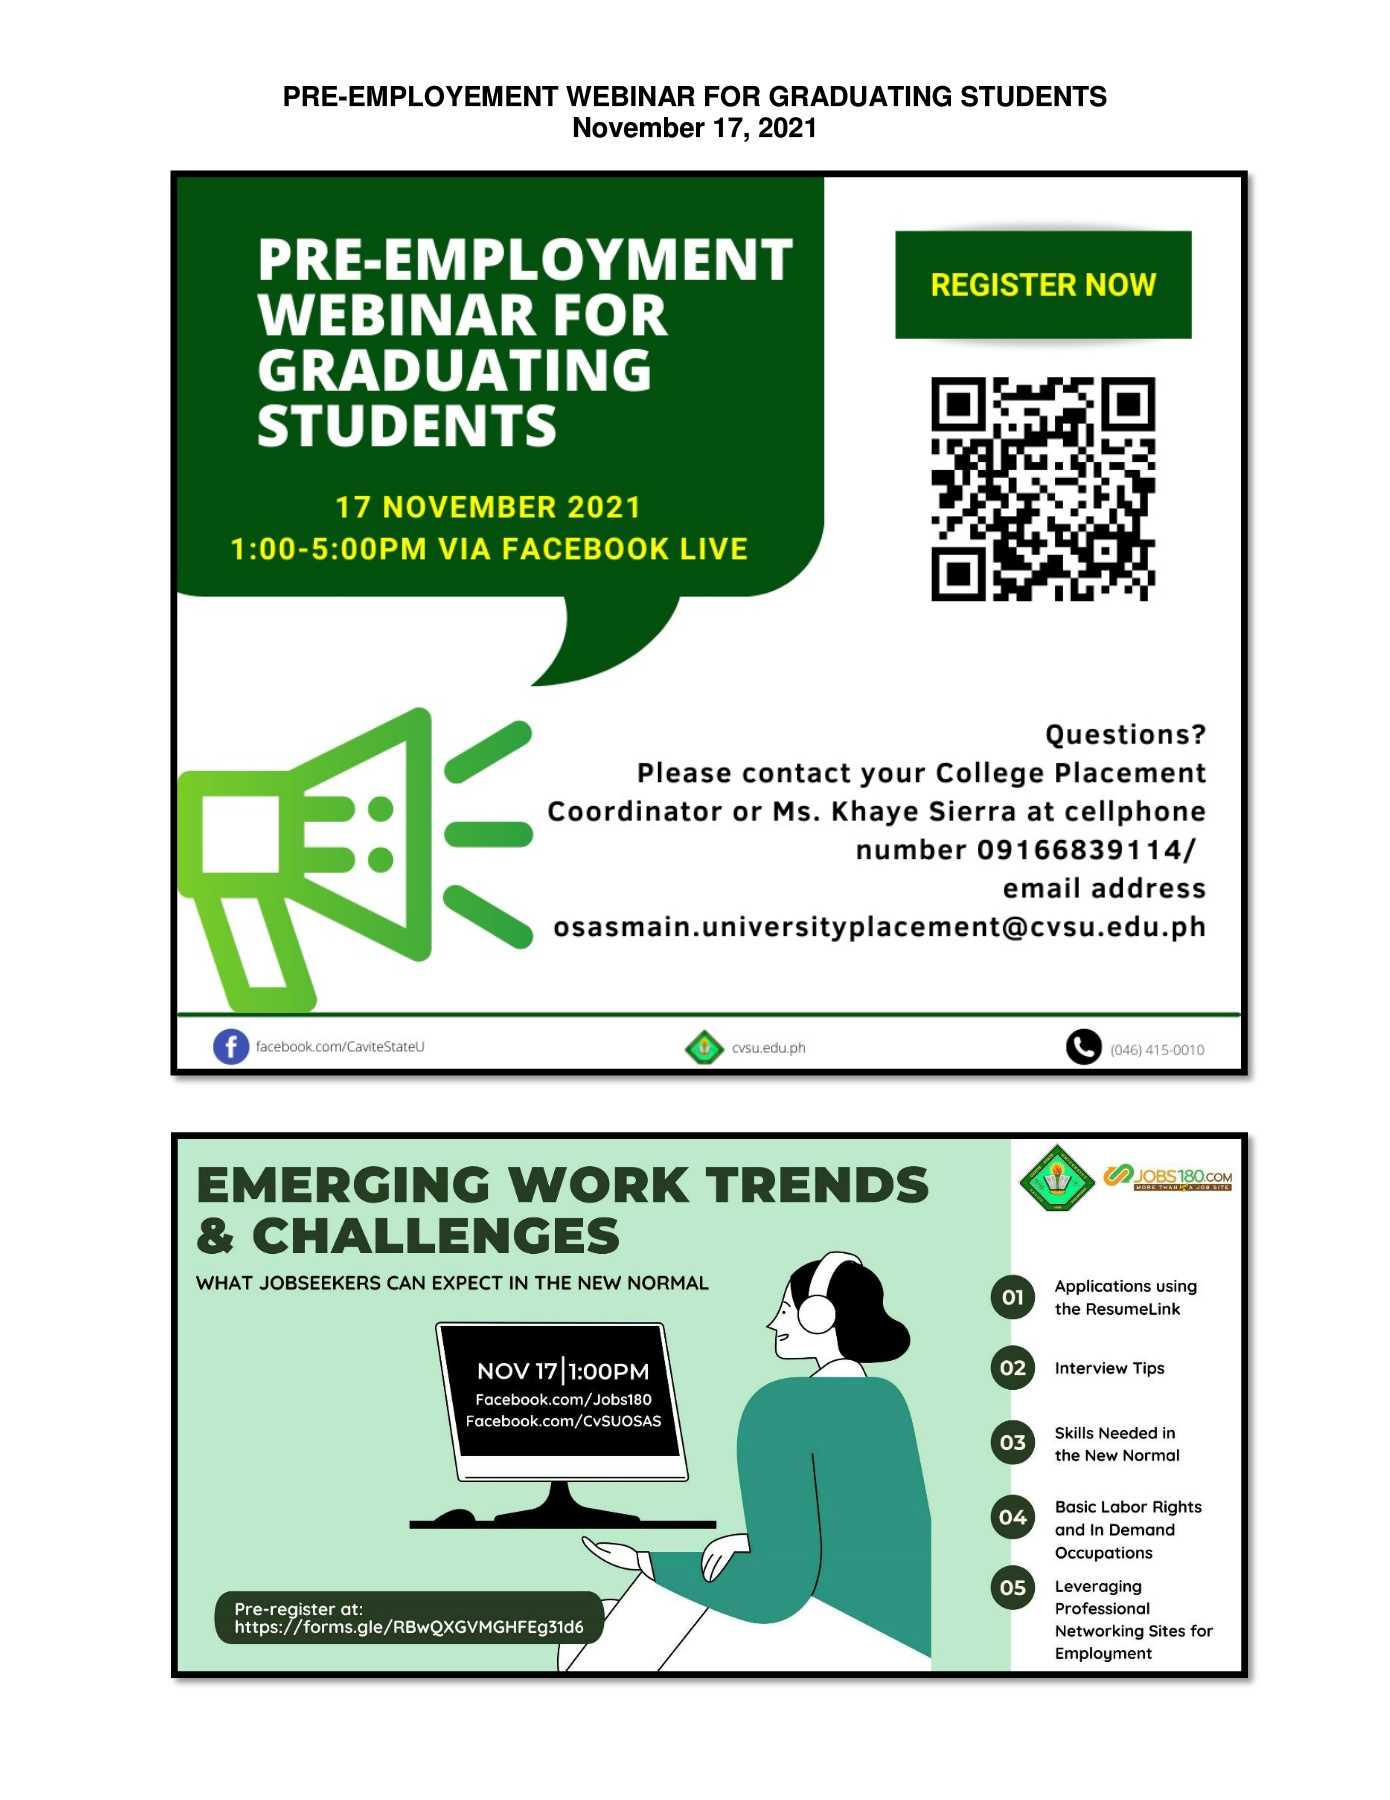 PRE-EMPLOYEMENT WEBINAR FOR GRADUATING STUDENTS
November 17, 2021
PRE-EMPLOYMENT
WEBINAR FOR
GRADUATING
STUDENTS
17 NOVEMBER 2021
1:00-5:00PM VIA FACEBOOK LIVE
REGISTER NOW
Questions?
Please contact your College Placement
Coordinator or Ms. Khaye Sierra at cellphone
number 09166839114/
email address
osasmain.universityplacement@cvsu.edu.ph
facebook.com/CaviteStateU
cvsu.edu.ph
(046) 415-0010
EMERGING WORK TRENDS
& CHALLENGES
WHAT JOBSEEKERS CAN EXPECT IN THE NEW NORMAL
NOV 17|1:00PM
Facebook.com/Jobs180
Facebook.com/CvSUOSAS
Pre-register at:
https://forms.gle/RBwQXGVMGHFEg31d6
JOBS180.COM
MORE THAN A JOB SITE
01
Applications using
the ResumeLink
02
Interview Tips
03
Skills Needed in
the New Normal
04
Basic Labor Rights
and In Demand
Occupations
05
Leveraging
Professional
Networking Sites for
Employment